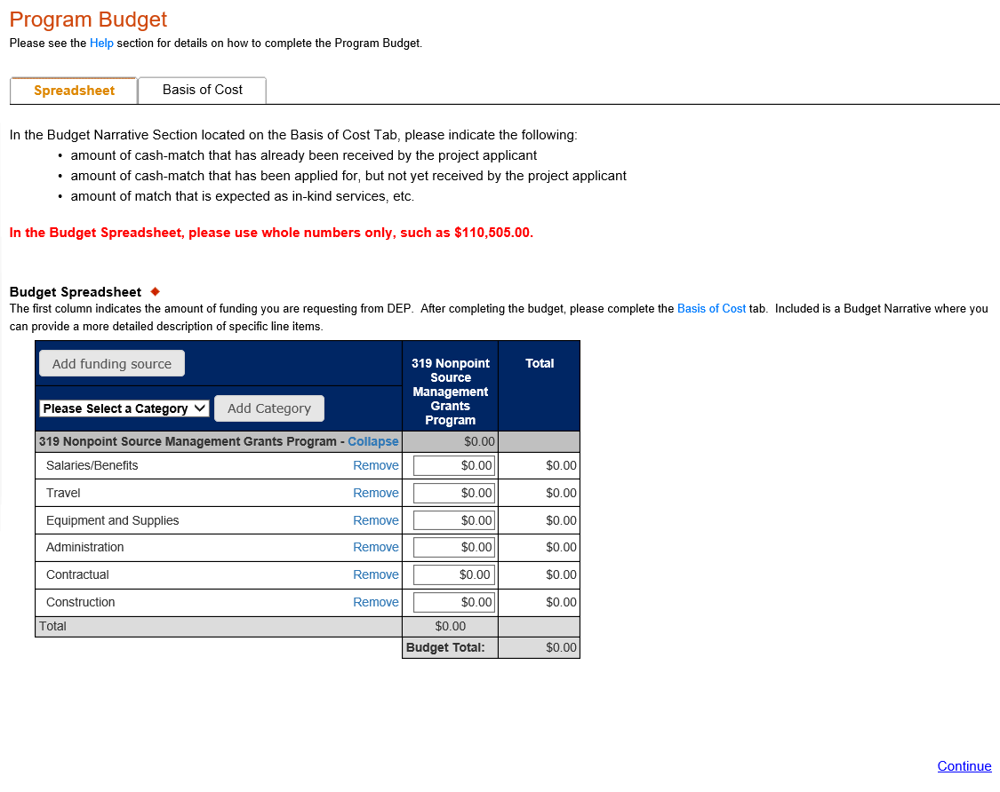 Program Budget
Please see the Help section for details on how to complete the Program Budget.
Spreadsheet Basis of Cost
In the Budget Narrative Section located on the Basis of Cost Tab, please indicate the following:
• amount of cash-match that has already been received by the project applicant
• amount of cash-match that has been applied for, but not yet received by the project applicant
• amount of match that is expected as in-kind services, etc.
In the Budget Spreadsheet, please use whole numbers only, such as $110,505.00.
Budget Spreadsheet
The first column indicates the amount of funding you are requesting from DEP. After completing the budget, please complete the Basis of Cost tab. Included is a Budget Narrative where you
can provide a more detailed description of specific line items.
Add funding source
Please Select a Category Add Category
319 Nonpoint
Source
Management
Grants
Program
Total
319 Nonpoint Source Management Grants Program - Collapse $0.00
Salaries/Benefits Remove $0.00 $0.00
Travel Remove $0.00 $0.00
Equipment and Supplies Remove $0.00 $0.00
Administration Remove $0.00 $0.00
Contractual Remove $0.00 $0.00
Construction Remove $0.00 $0.00
Total $0.00
Budget Total: $0.00
Continue